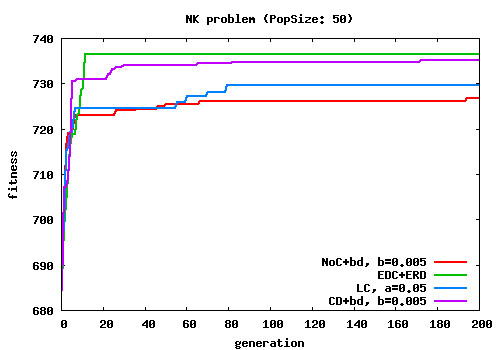 NK problem (PopSize: 50)
740
730
720
710
700
690
680
fitness
NoC+bd, b=0.005
EDC+ERD
LC, a=0.05
CD+bd, b=0.005
0 20 40 60 80 100 120 140 160 180 200
generation